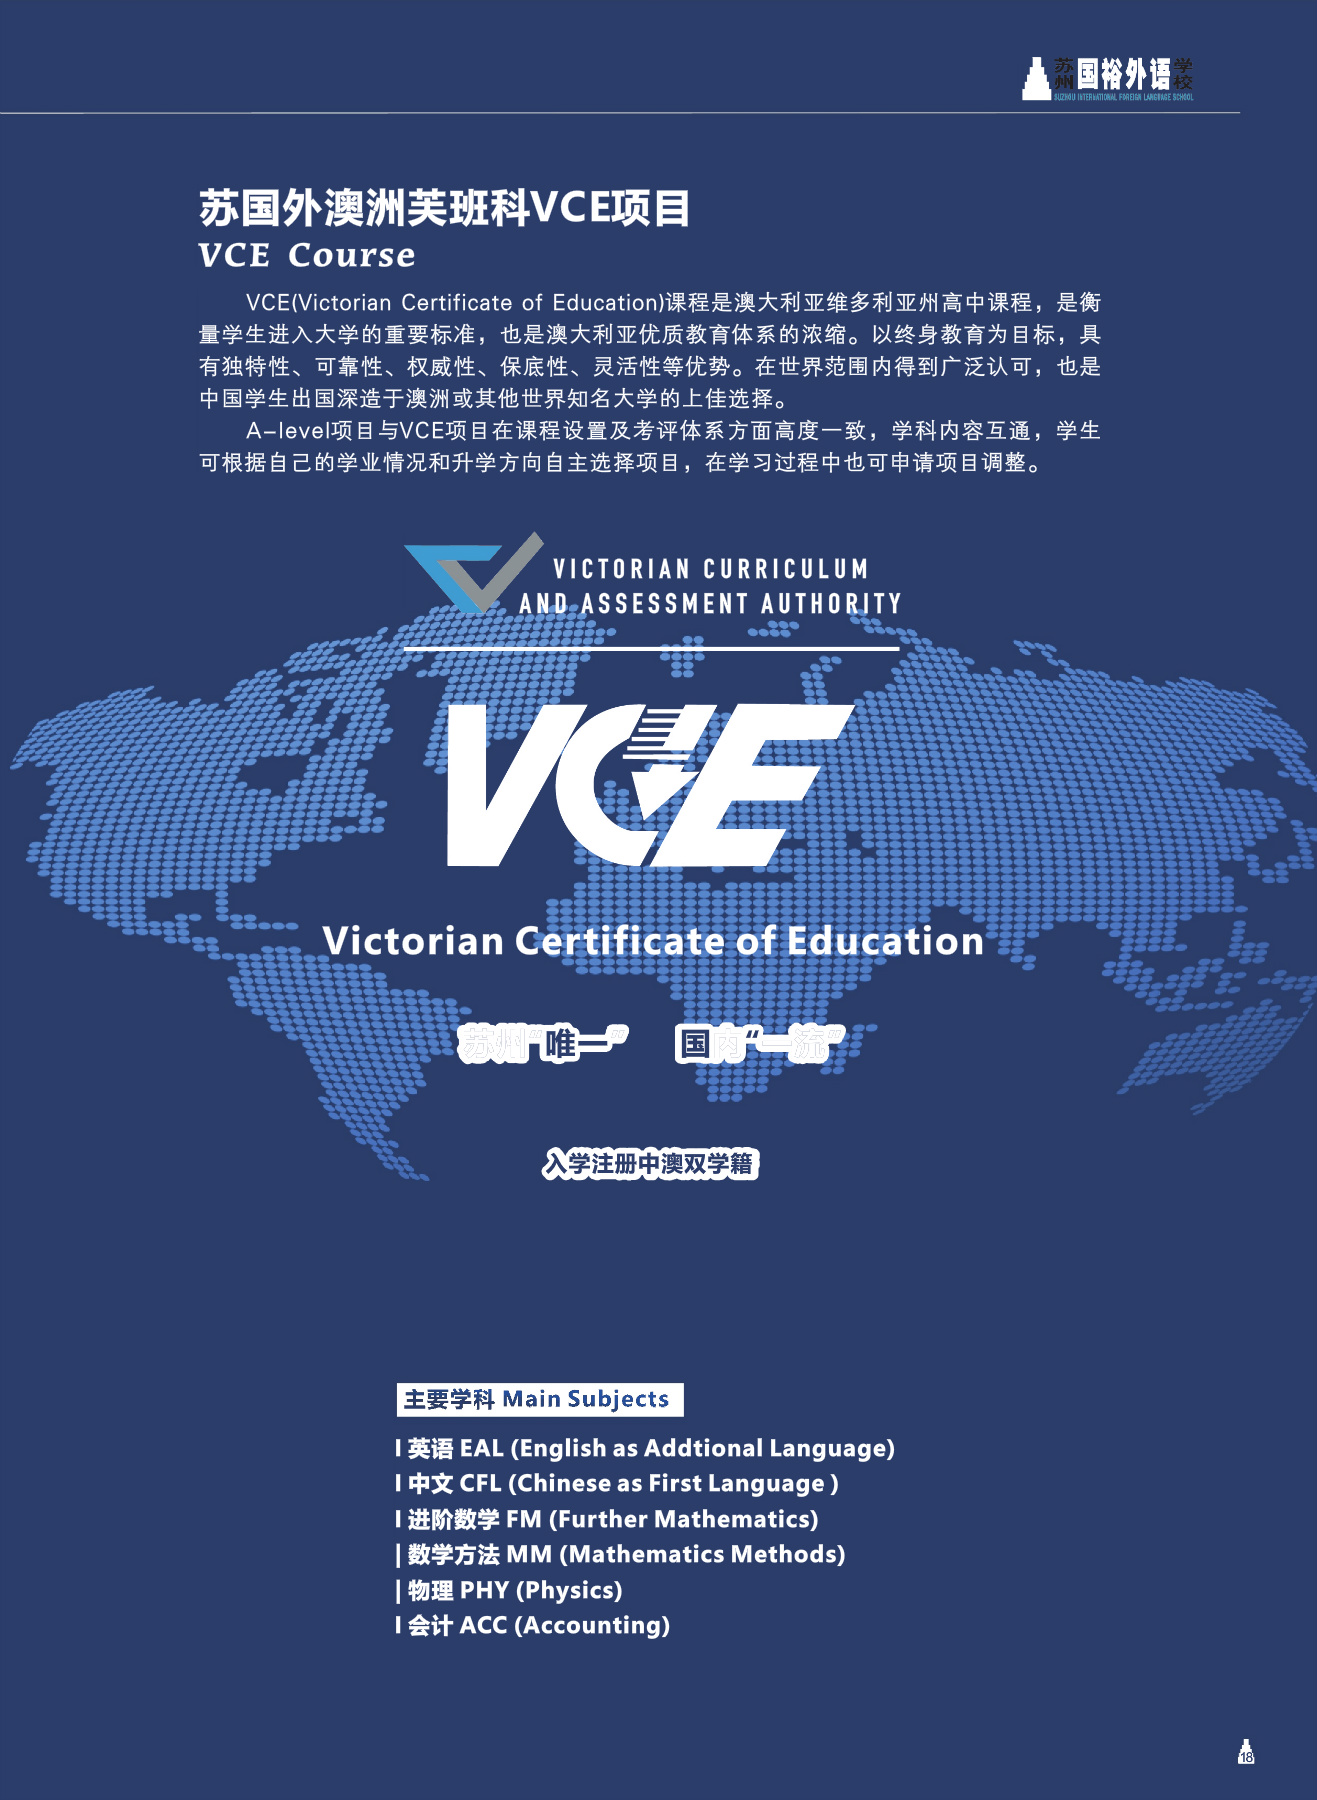 苏州国裕外语学校
SUZHOU INTERNATIONAL FOREIGN LANGUAGE SCHOOL
苏国外澳洲芙班科VCE项目
VCE Course
VCE(Victorian Certificate of Education)课程是澳大利亚维多利亚州高中课程，是衡
量学生进入大学的重要标准，也是澳大利亚优质教育体系的浓缩。以终身教育为目标，具
有独特性、可靠性、权威性、保底性、灵活性等优势。在世界范围内得到广泛认可，也是
中国学生出国深造于澳洲或其他世界知名大学的上佳选择。
A-level项目与VCE项目在课程设置及考评体系方面高度一致，学科内容互通，学生
可根据自己的学业情况和升学方向自主选择项目，在学习过程中也可申请项目调整。
VICTORIAN CURRICULUM
AND ASSESSMENT AUTHORITY
VCE
Victorian Certificate of Education
苏州“唯一” 国内“一流”
入学注册中澳双学籍
主要学科 Main Subjects
I 英语 EAL (English as Addtional Language)
I 中文 CFL (Chinese as First Language )
I 进阶数学 FM (Further Mathematics)
| 数学方法 MM (Mathematics Methods)
| 物理 PHY (Physics)
I 会计 ACC (Accounting)
18